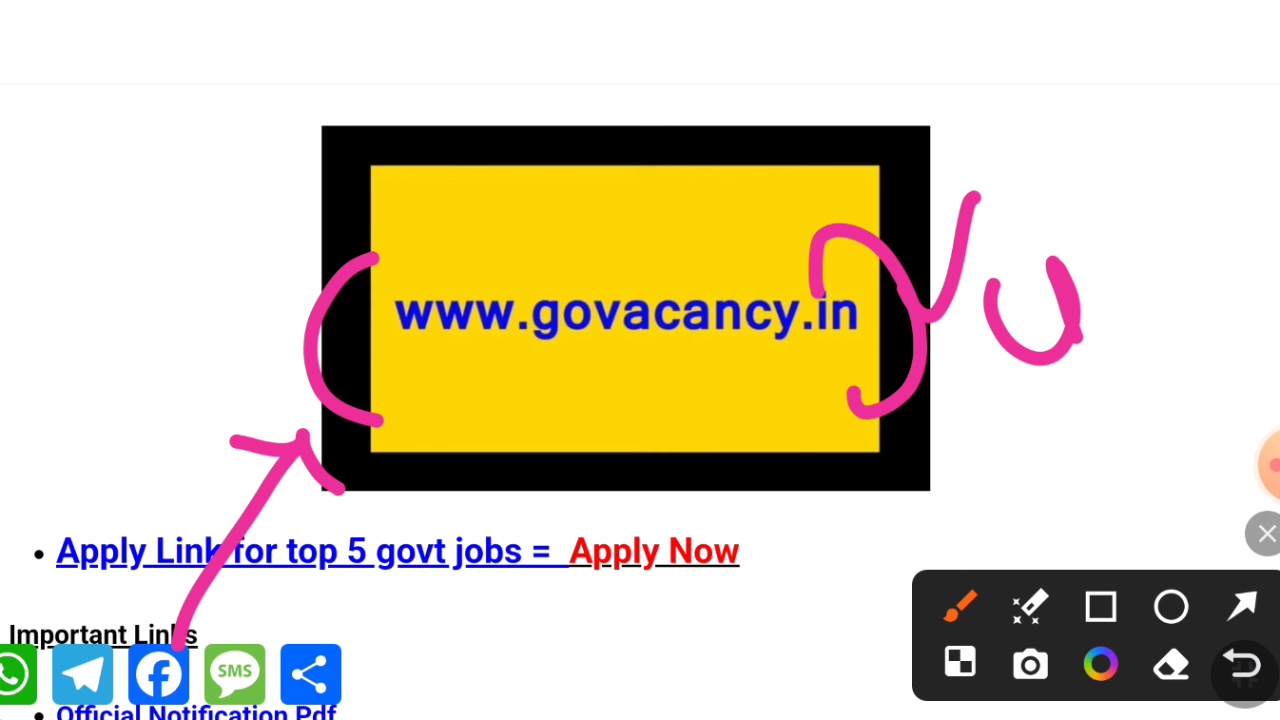 www.govacancy.in
Apply Link for top 5 govt jobs = Apply Now
Important Links
SMS
Official Notification Pdf